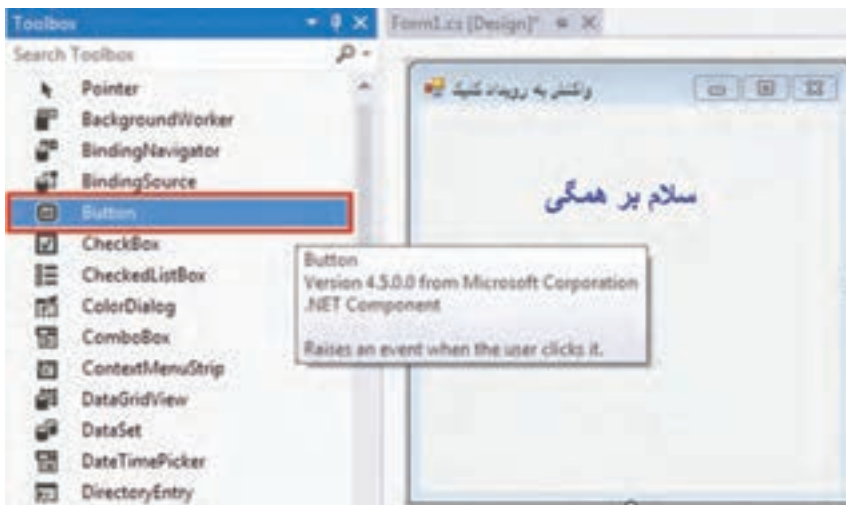 Toolbox
Search Toolbox
Pointer
BackgroundWorker
BindingNavigator
BindingSource
Button
CheckBox
CheckedListBox
ColorDialog
ComboBox
ContextMenuStrip
DataGridView
DataSet
DateTimePicker
DirectoryEntry
Button
Version 4.5.0.0 from Microsoft Corporation
.NET Component
Raises an event when the user clicks it.
Form1.cs [Design]*
واکنش به رویداد کلیک
سلام بر همگی